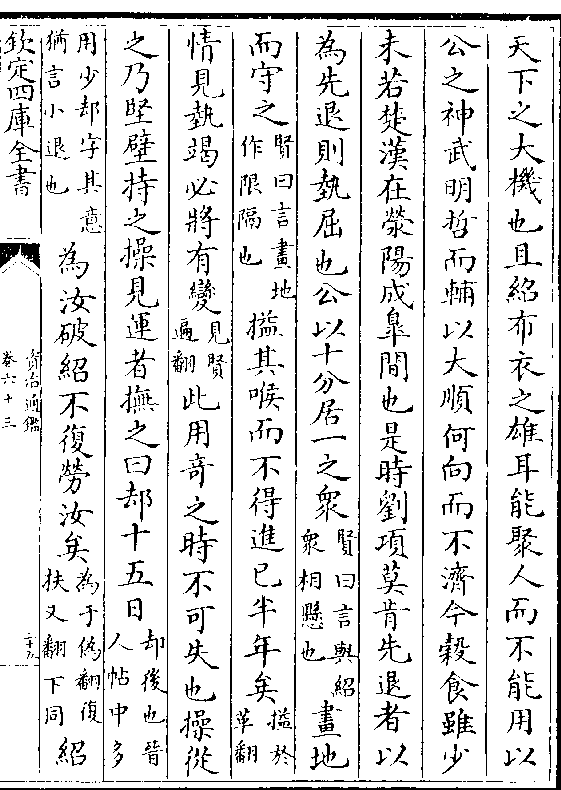 天下之大機也且紹布衣之雄耳能聚人而不能用以
公之神武明哲而輔以大順何向而不濟今穀食雖少
未若楚漢在滎陽成臯間也是時劉項莫肯先退者以
為先退則埶屈也公以十分居一之衆賢曰言與紹衆相懸也畫地
而守之賢曰言畫地作限隔也搤其喉而不得進已半年矣搤於革翻
情見埶竭必將有變見賢遍翻此用奇之時不可失也操從
之乃堅壁持之操見運者撫之曰却十五日却後也晉人帖中多
用少却字其意猶言小退也為汝破紹不復勞汝矣為于偽翻復扶又翻下同紹
欽定四庫全書
資治通鑑
卷六十三